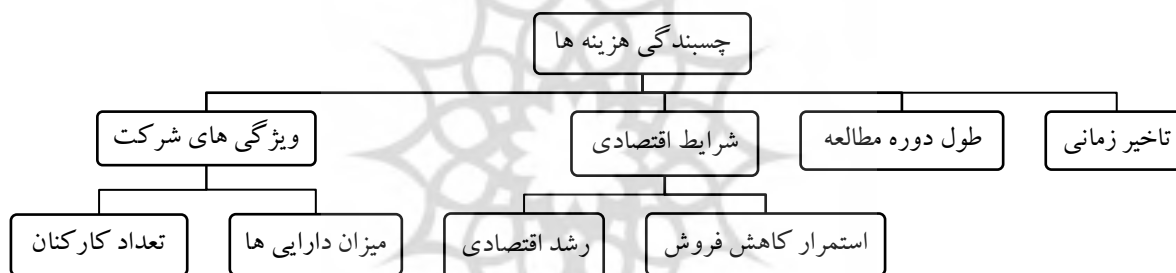 چسبندگی هزینه ها
تاخیر زمانی
طول دوره مطالعه
شرایط اقتصادی
ویژگی های شرکت
استمرار کاهش فروش
رشد اقتصادی
میزان دارایی ها
تعداد کارکنان